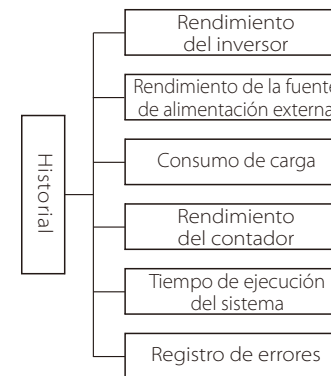 Historial
Rendimiento
del inversor
Rendimiento de la fuente
de alimentación externa
Consumo de carga
Rendimiento
del contador
Tiempo de ejecución
del sistema
Registro de errores